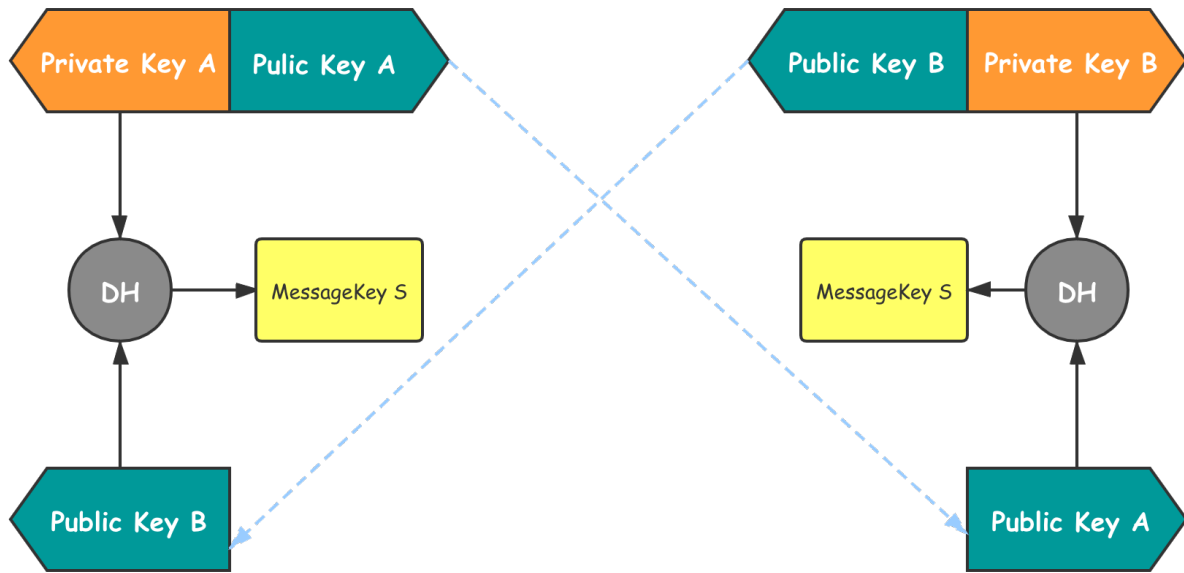 Private Key A
Pulic Key A
Public Key B
Private Key B
DH
MessageKey S
MessageKey S
DH
Public Key B
Public Key A